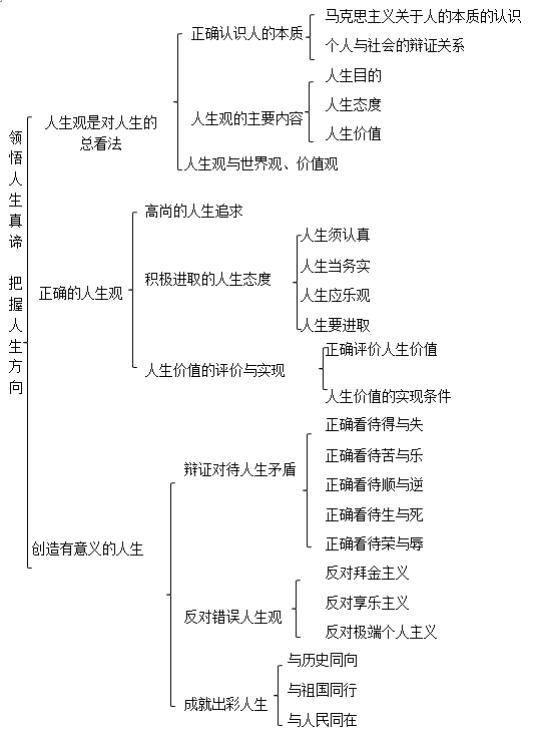 领悟人生真谛 把握人生方向
人生观是对人生的
总看法
正确认识人的本质
马克思主义关于人的本质的认识
个人与社会的辩证关系
人生观的主要内容
人生目的
人生态度
人生价值
人生观与世界观、价值观
正确的人生观
高尚的人生追求
积极进取的人生态度
人生须认真
人生当务实
人生应乐观
人生要进取
人生价值的评价与实现
正确评价人生价值
人生价值的实现条件
创造有意义的人生
辩证对待人生矛盾
正确看待得与失
正确看待苦与乐
正确看待顺与逆
正确看待生与死
正确看待荣与辱
反对错误人生观
反对拜金主义
反对享乐主义
反对极端个人主义
成就出彩人生
与历史同向
与祖国同行
与人民同在